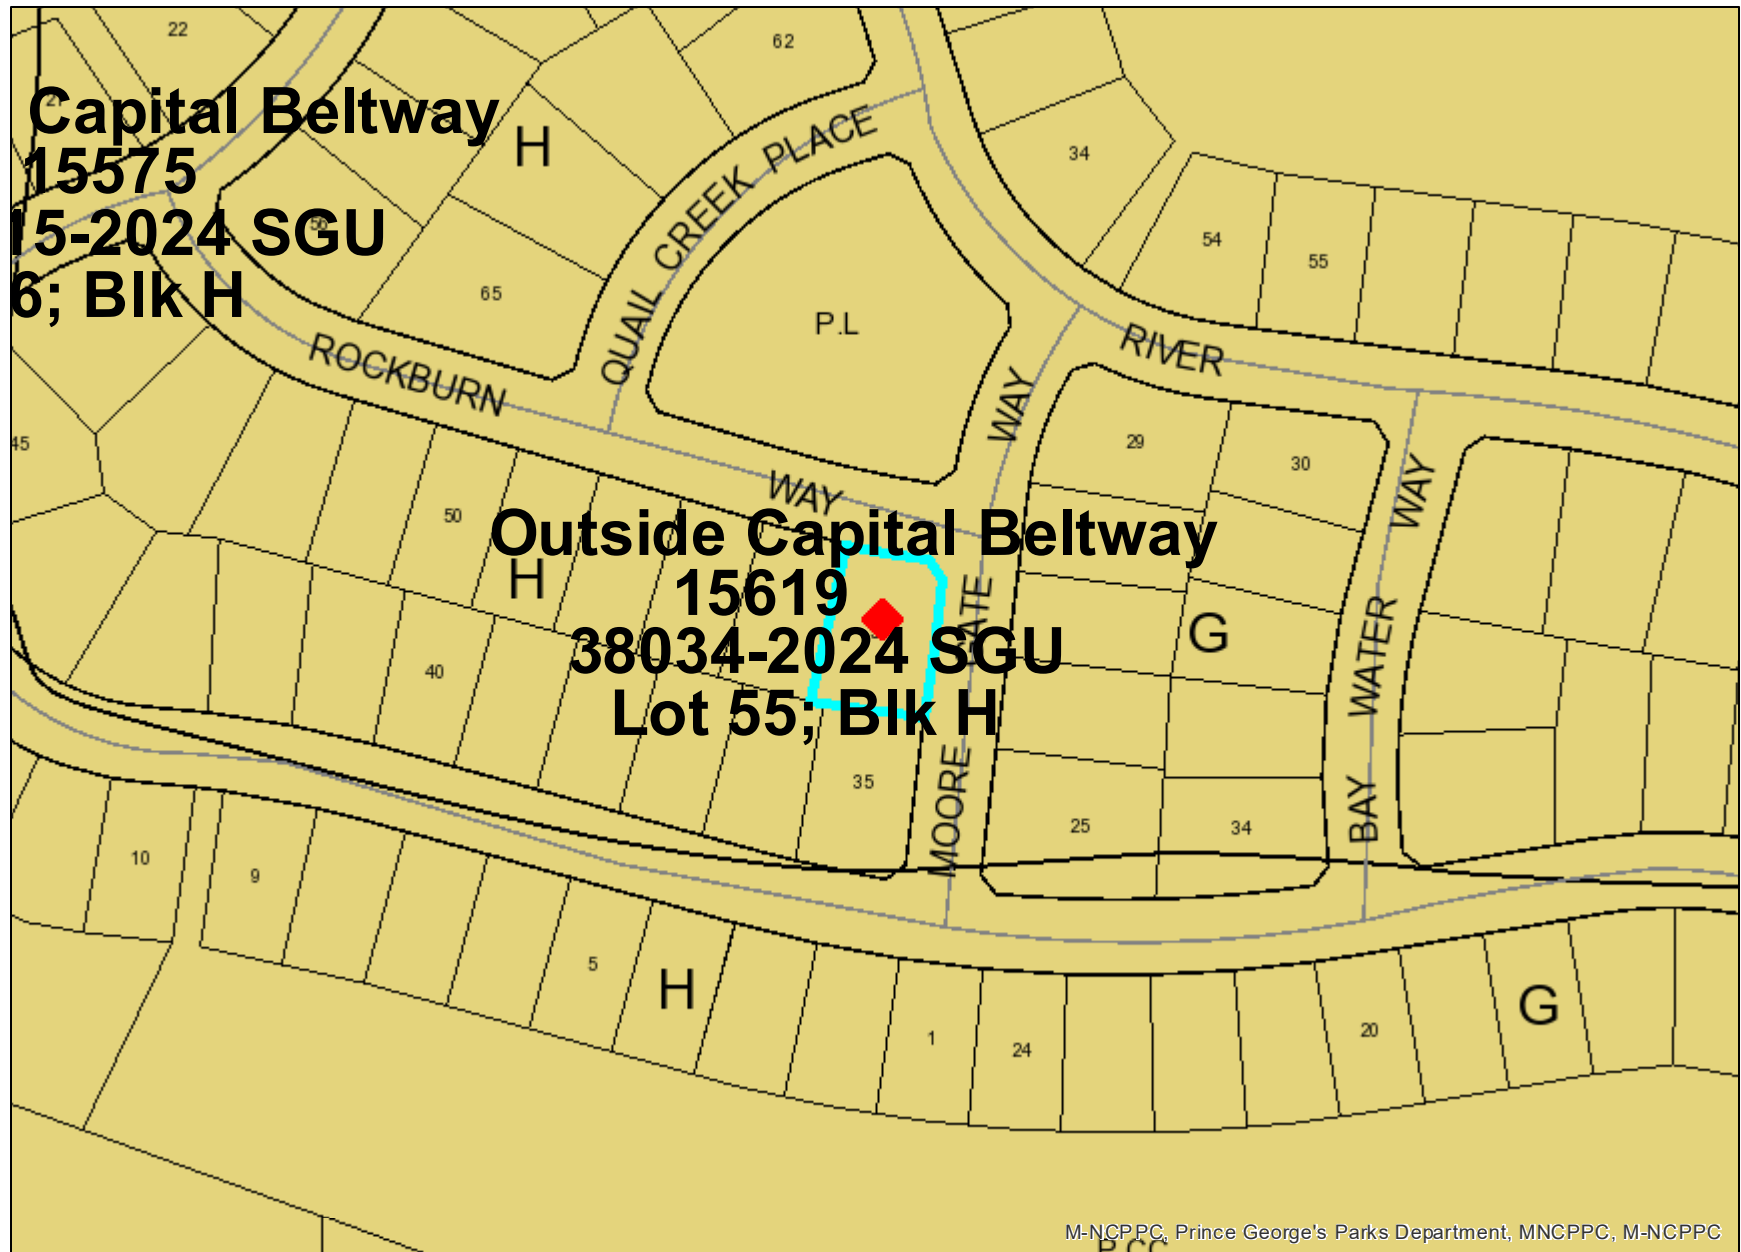 22
62
21
Capital Beltway
15575
15-2024 SGU
6; Blk H
H
QUAIL CREEK PLACE
34
54
55
56
65
P.L
ROCKBURN WAY
RIVER
45
29
30
50
H
Outside Capital Beltway
15619
38034-2024 SGU
Lot 55; Blk H
MOORE GATE WAY
G
BAY WATER WAY
40
35
25
34
10
9
5
H
1
24
20
G
M-NCPPC, Prince George's Parks Department, MNCPPC, M-NCPPC